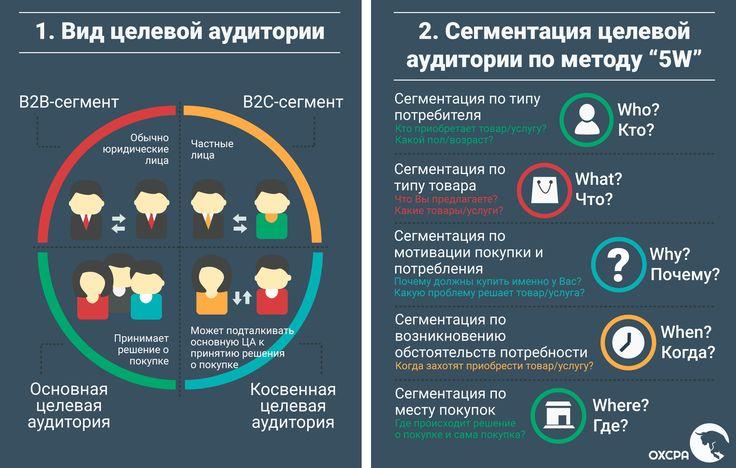 1. Вид целевой аудитории
B2B-сегмент
B2C-сегмент
Обычно
юридические
лица
Частные
лица
Принимает
решение о
покупке
Может подталкивать
основную ЦА к
принятию решения
о покупке
Основная
целевая
аудитория
Косвенная
целевая
аудитория
2. Сегментация целевой
аудитории по методу “5W”
Сегментация по типу
потребителя
Кто приобретает товар/услугу?
Какой пол/возраст?
Who?
Кто?
Сегментация по
типу товара
Что Вы предлагаете?
Какие товары/услуги?
What?
Что?
Сегментация по
мотивации покупки и
потребления
Почему должны купить именно у Вас?
Какую проблему решает товар/услуга?
?
Why?
Почему?
Сегментация по
возникновению
обстоятельств потребности
Когда захотят приобрести товар/услугу?
When?
Когда?
Сегментация по
месту покупок
Где происходит решение
о покупке и сама покупка?
Where?
Где?
OXCPA